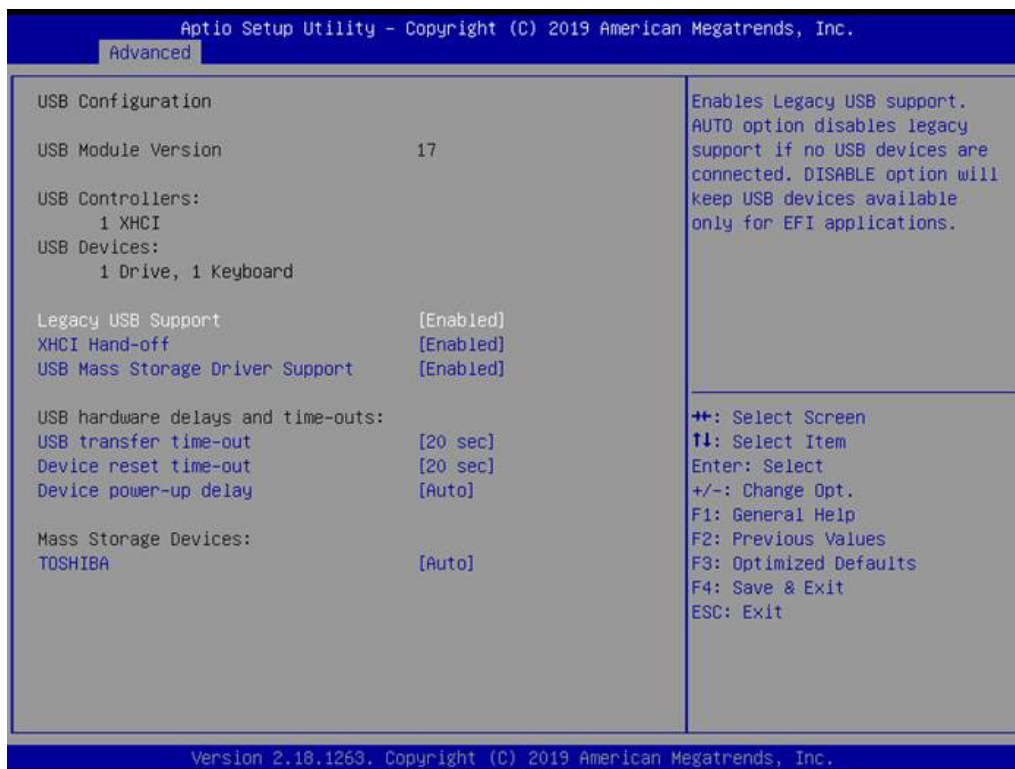 Aptio Setup Utility – Copyright (C) 2019 American Megatrends, Inc.
Advanced
USB Configuration
USB Module Version 17
USB Controllers:
1 XHCI
USB Devices:
1 Drive, 1 Keyboard
Legacy USB Support [Enabled]
XHCI Hand-off [Enabled]
USB Mass Storage Driver Support [Enabled]
USB hardware delays and time-outs:
USB transfer time-out [20 sec]
Device reset time-out [20 sec]
Device power-up delay [Auto]
Mass Storage Devices:
TOSHIBA [Auto]
Enables Legacy USB support.
AUTO option disables legacy
support if no USB devices are
connected. DISABLE option will
keep USB devices available
only for EFI applications.
→←: Select Screen
↑↓: Select Item
Enter: Select
+/-: Change Opt.
F1: General Help
F2: Previous Values
F3: Optimized Defaults
F4: Save & Exit
ESC: Exit
Version 2.18.1263. Copyright (C) 2019 American Megatrends, Inc.